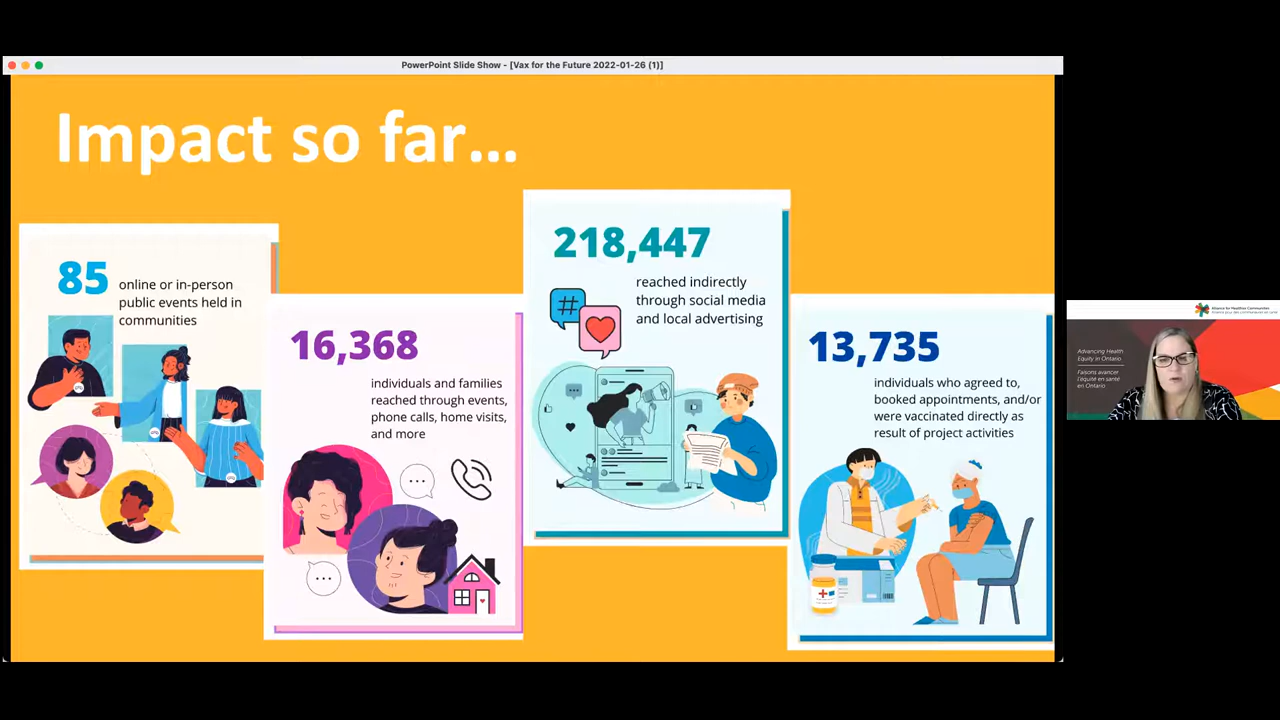 PowerPoint Slide Show - [Vax for the Future 2022-01-26 (1)]
Impact so far...
85
online or in-person
public events held in
communities
16,368
individuals and families
reached through events,
phone calls, home visits,
and more
218,447
reached indirectly
through social media
and local advertising
#
13,735
individuals who agreed to,
booked appointments, and/or
were vaccinated directly as
result of project activities
Alliance for Healthier Communities
Advancing Health
Equity in Ontario
Faisons avancer
l'équité en santé
en Ontario